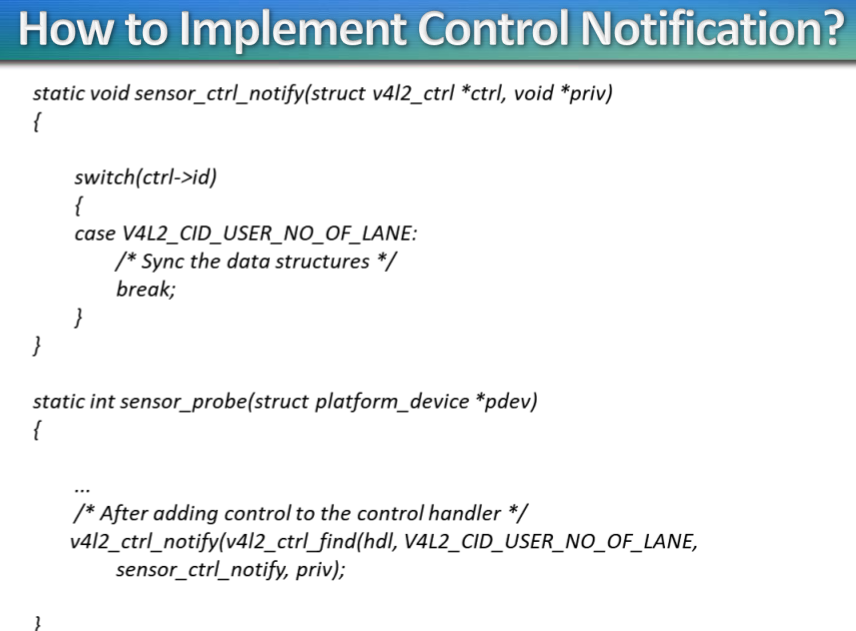 How to Implement Control Notification?
static void sensor_ctrl_notify(struct v4l2_ctrl *ctrl, void *priv)
{
switch(ctrl->id)
{
case V4L2_CID_USER_NO_OF_LANE:
/* Sync the data structures */
break;
}
}
static int sensor_probe(struct platform_device *pdev)
{
...
/* After adding control to the control handler */
v4l2_ctrl_notify(v4l2_ctrl_find(hdl, V4L2_CID_USER_NO_OF_LANE,
sensor_ctrl_notify, priv);
}